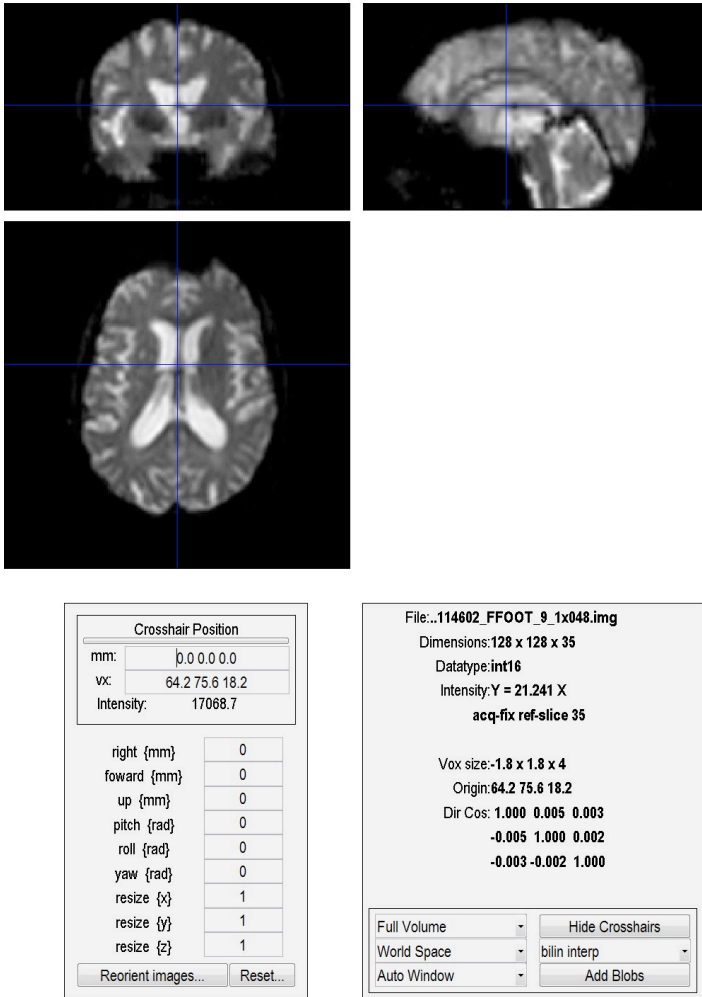 Crosshair Position
mm: 0.0 0.0 0.0
vx: 64.2 75.6 18.2
Intensity: 17068.7
right {mm} 0
foward {mm} 0
up {mm} 0
pitch {rad} 0
roll {rad} 0
yaw {rad} 0
resize {x} 1
resize {y} 1
resize {z} 1
Reorient images... Reset...
File:..114602_FFOOT_9_1x048.img
Dimensions:128 x 128 x 35
Datatype:int16
Intensity:Y = 21.241 X
acq-fix ref-slice 35
Vox size:-1.8 x 1.8 x 4
Origin:64.2 75.6 18.2
Dir Cos: 1.000 0.005 0.003
-0.005 1.000 0.002
-0.003 -0.002 1.000
Full Volume Hide Crosshairs
World Space bilin interp
Auto Window Add Blobs